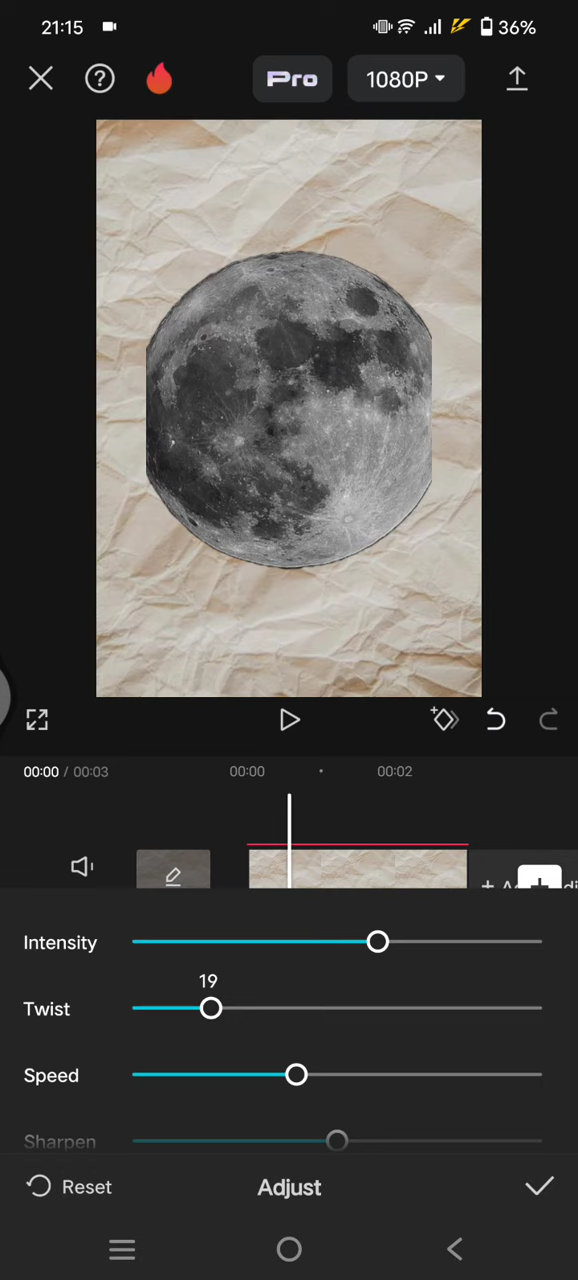 21:15 36%
Pro 1080P
00:00 / 00:03 00:00 00:02
Intensity
19
Twist
Speed
Sharpen
Reset Adjust